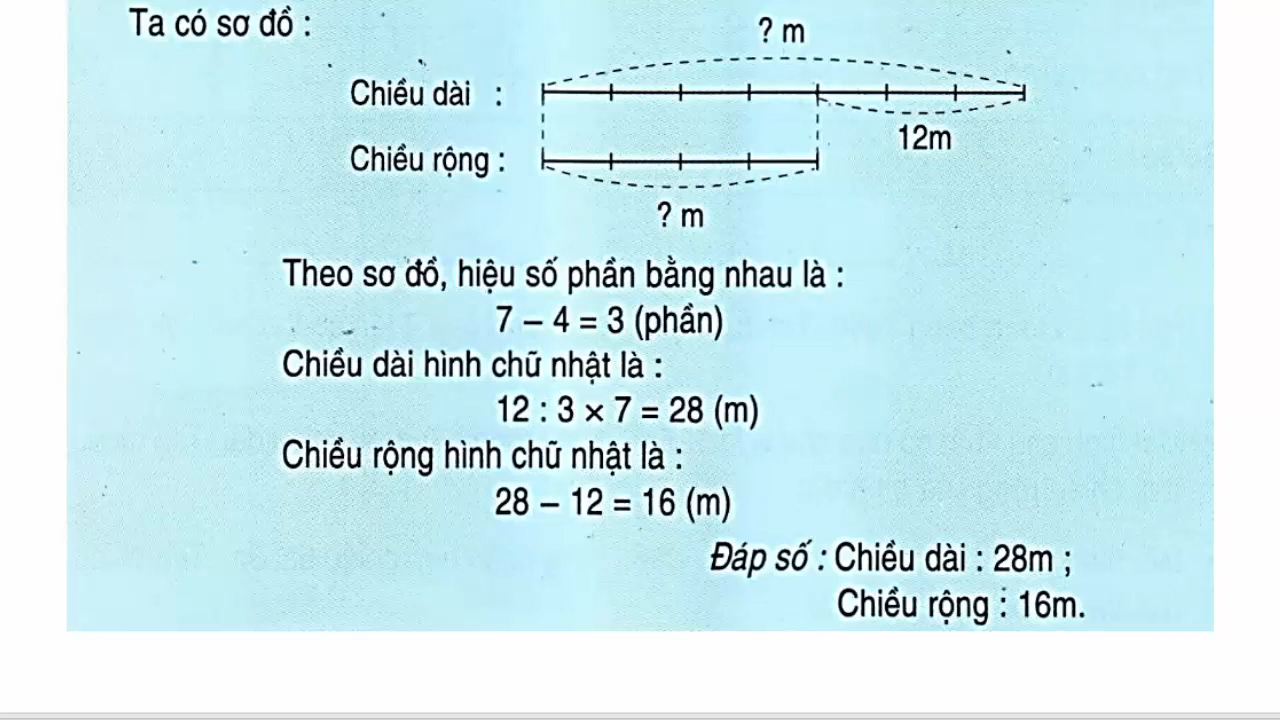 Ta có sơ đồ :
? m
Chiều dài :
12m
Chiều rộng :
? m
Theo sơ đồ, hiệu số phần bằng nhau là :
7 – 4 = 3 (phần)
Chiều dài hình chữ nhật là :
12 : 3 × 7 = 28 (m)
Chiều rộng hình chữ nhật là :
28 – 12 = 16 (m)
Đáp số : Chiều dài : 28m ;
Chiều rộng : 16m.